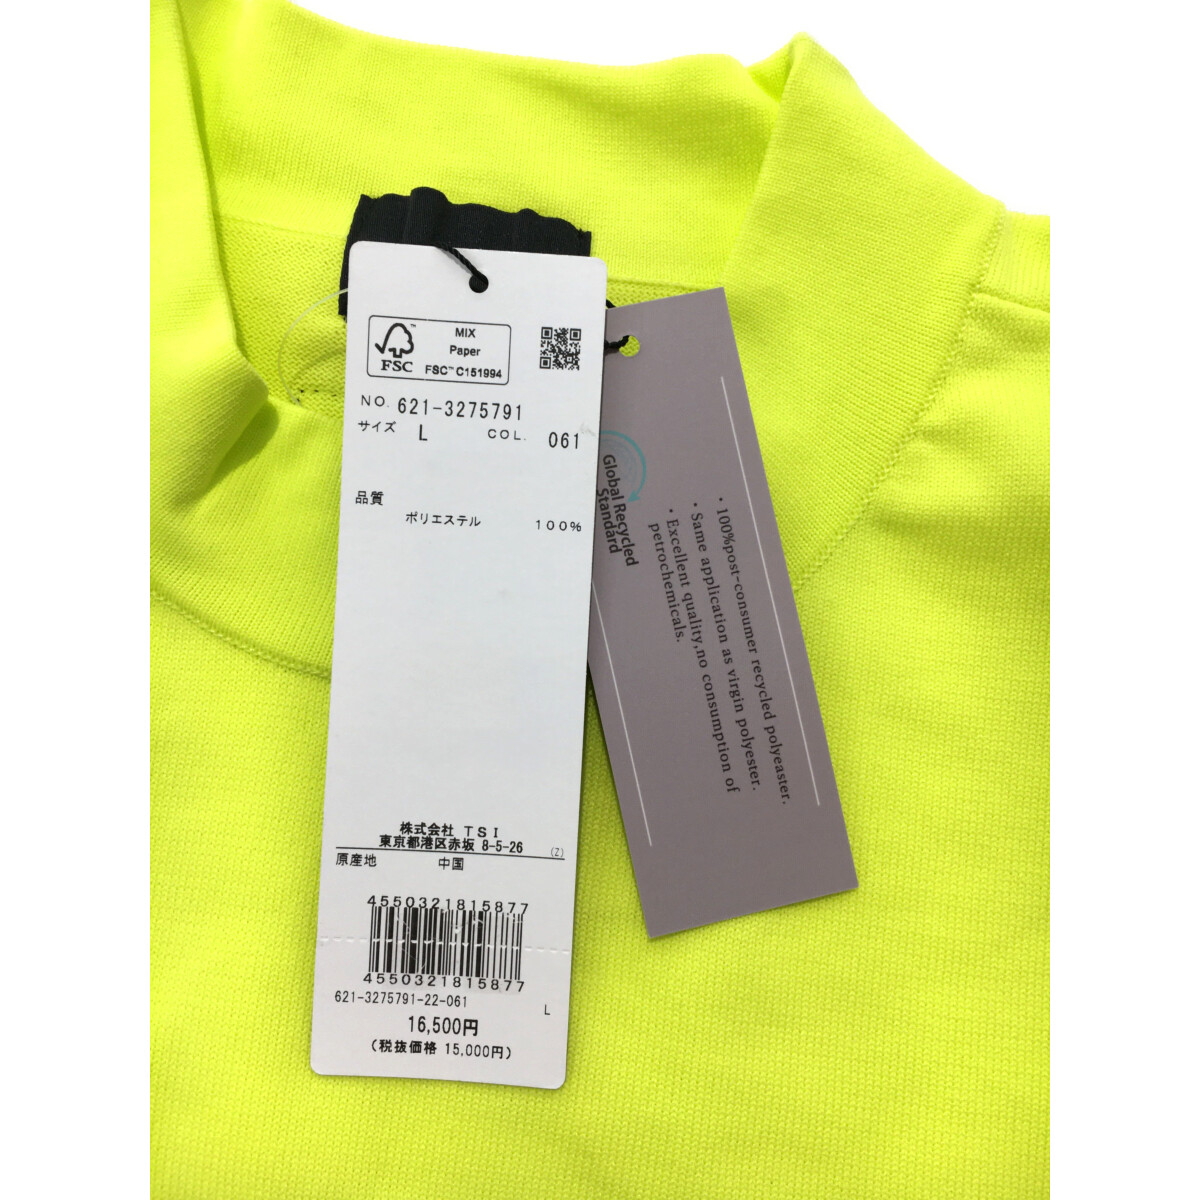 MIX
Paper
FSC™ C151994
FSC™
NO. 621-3275791
サイズ L COL. 061
品質
ポリエステル 100%
株式会社 TSI
東京都港区赤坂 8-5-26 (Z)
原産地 中国
4550321815877
4550321815877
621-3275791-22-061
L
16,500円
(税抜価格 15,000円)
Global Recycled
Standard
・100%post-consumer recycled polyeaster.
・Same application as virgin polyester.
・Excellent quality,no consumption of
petrochemicals.